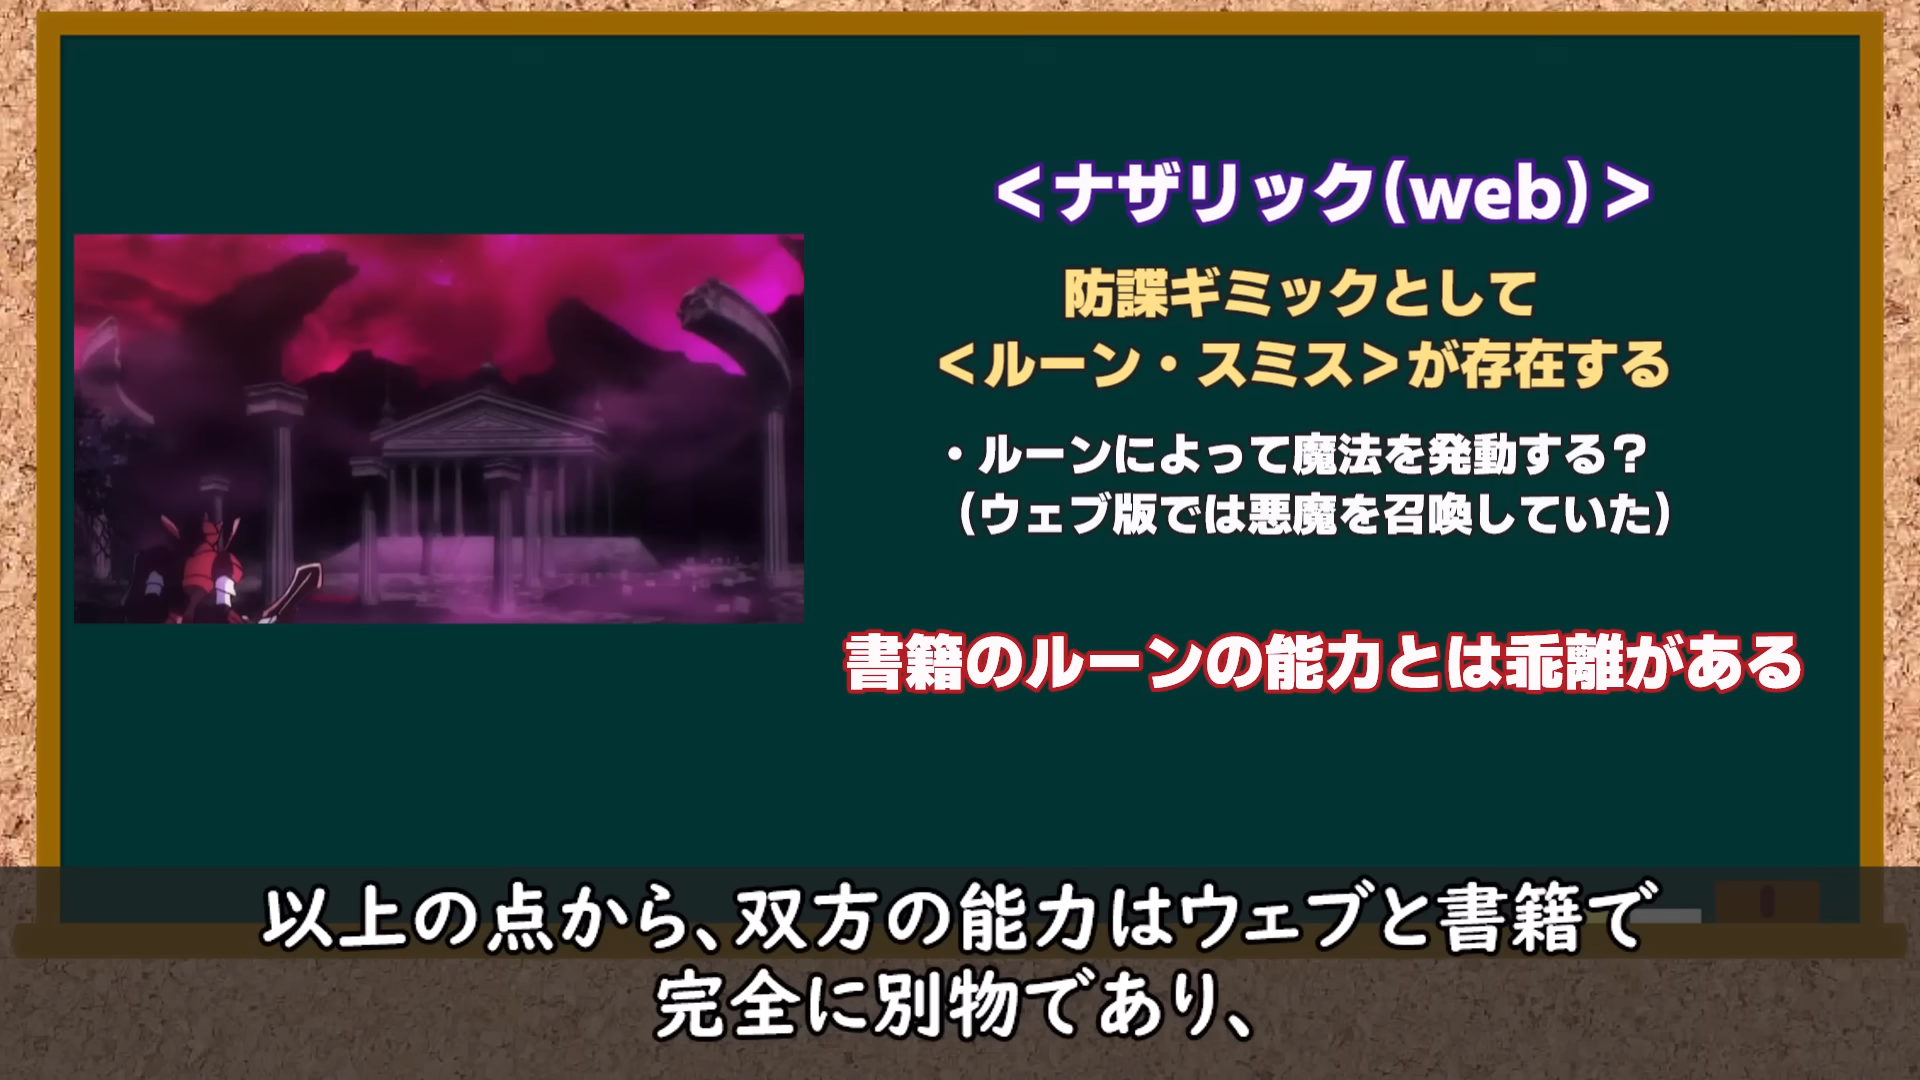 ＜ナザリック(web)＞
防諜ギミックとして
＜ルーン・スミス＞が存在する
・ルーンによって魔法を発動する？
（ウェブ版では悪魔を召喚していた）
書籍のルーンの能力とは乖離がある
以上の点から、双方の能力はウェブと書籍で
完全に別物であり、